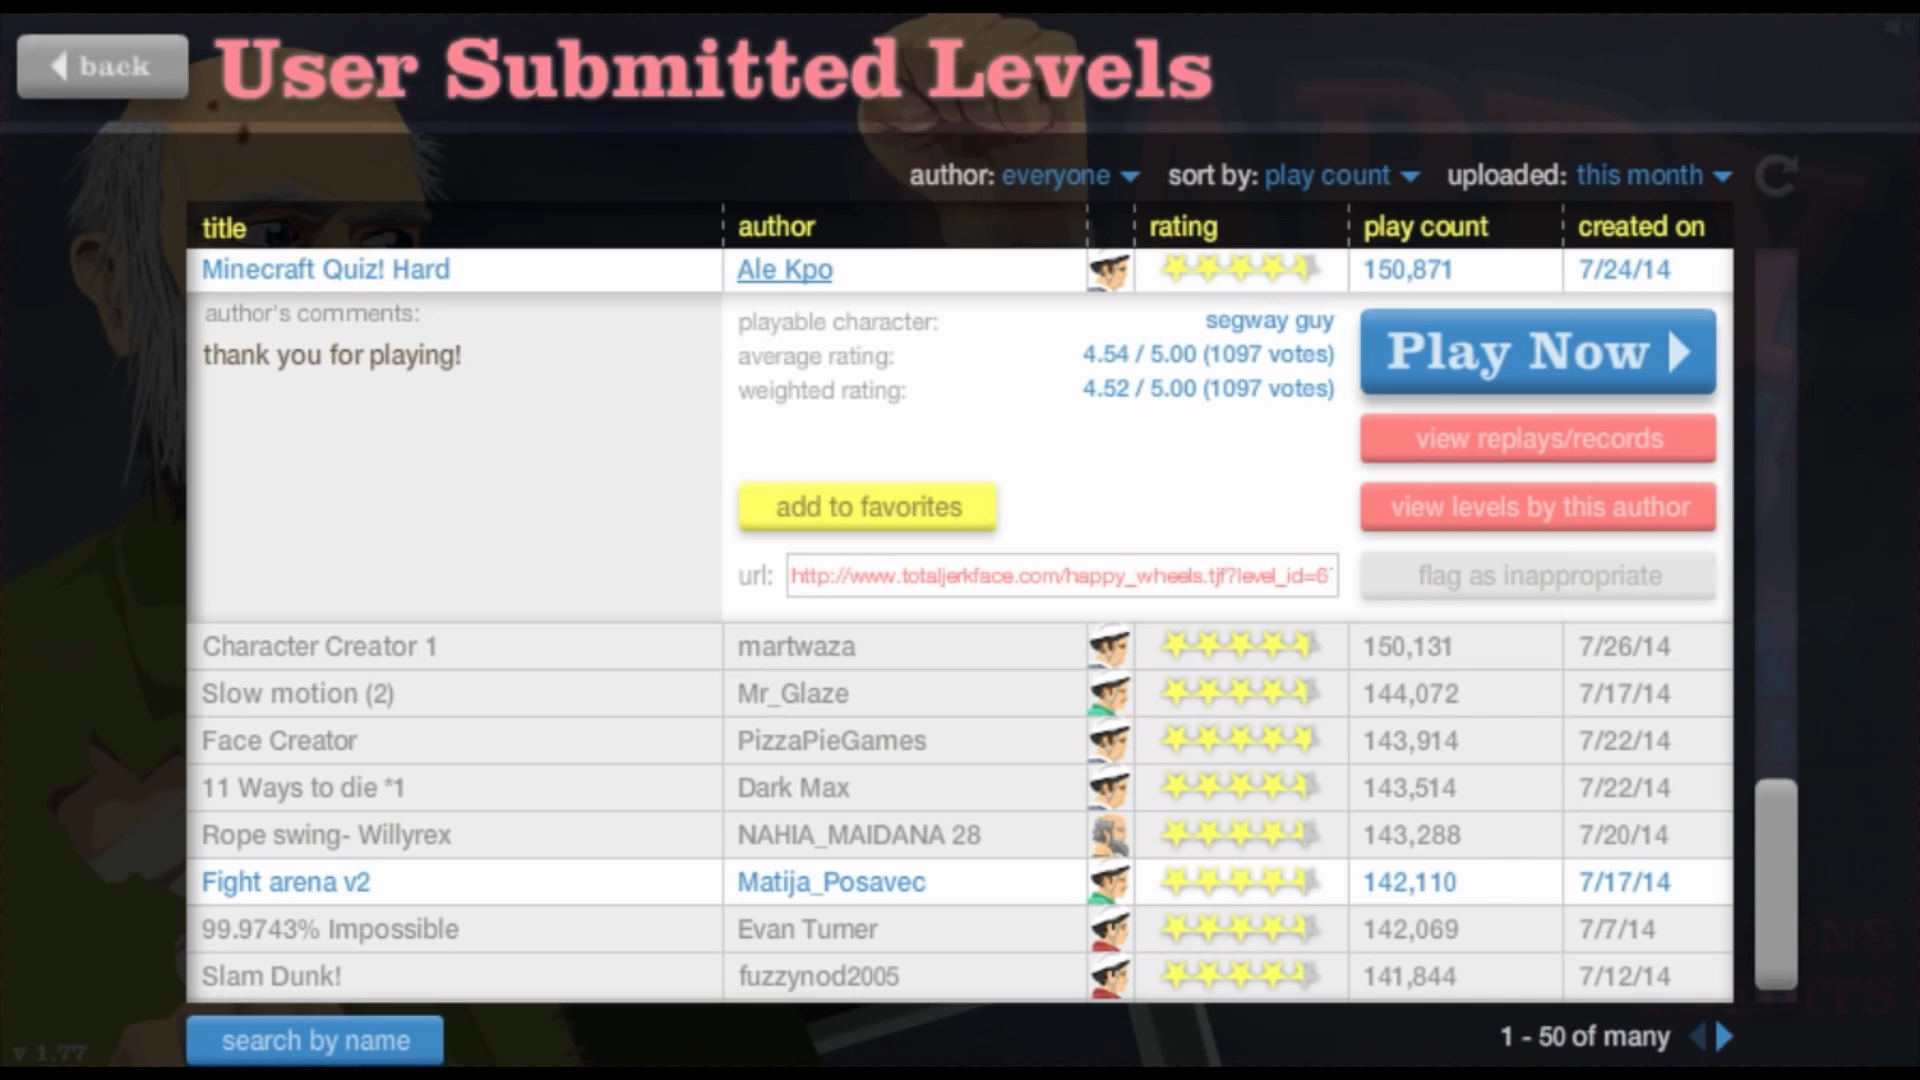 back
User Submitted Levels
author: everyone sort by: play count uploaded: this month
title author rating play count created on
Minecraft Quiz! Hard Ale Kpo 150,871 7/24/14
author's comments:
thank you for playing!
playable character: segway guy
average rating: 4.54 / 5.00 (1097 votes)
weighted rating: 4.52 / 5.00 (1097 votes)
Play Now
view replays/records
add to favorites
view levels by this author
url: http://www.totaljerkface.com/happy_wheels.tjf?level_id=6
flag as inappropriate
Character Creator 1 martwaza 150,131 7/26/14
Slow motion (2) Mr_Glaze 144,072 7/17/14
Face Creator PizzaPieGames 143,914 7/22/14
11 Ways to die *1 Dark Max 143,514 7/22/14
Rope swing- Willyrex NAHIA_MAIDANA 28 143,288 7/20/14
Fight arena v2 Matija_Posavec 142,110 7/17/14
99.9743% Impossible Evan Turner 142,069 7/7/14
Slam Dunk! fuzzynod2005 141,844 7/12/14
search by name
1 - 50 of many
v 1.77